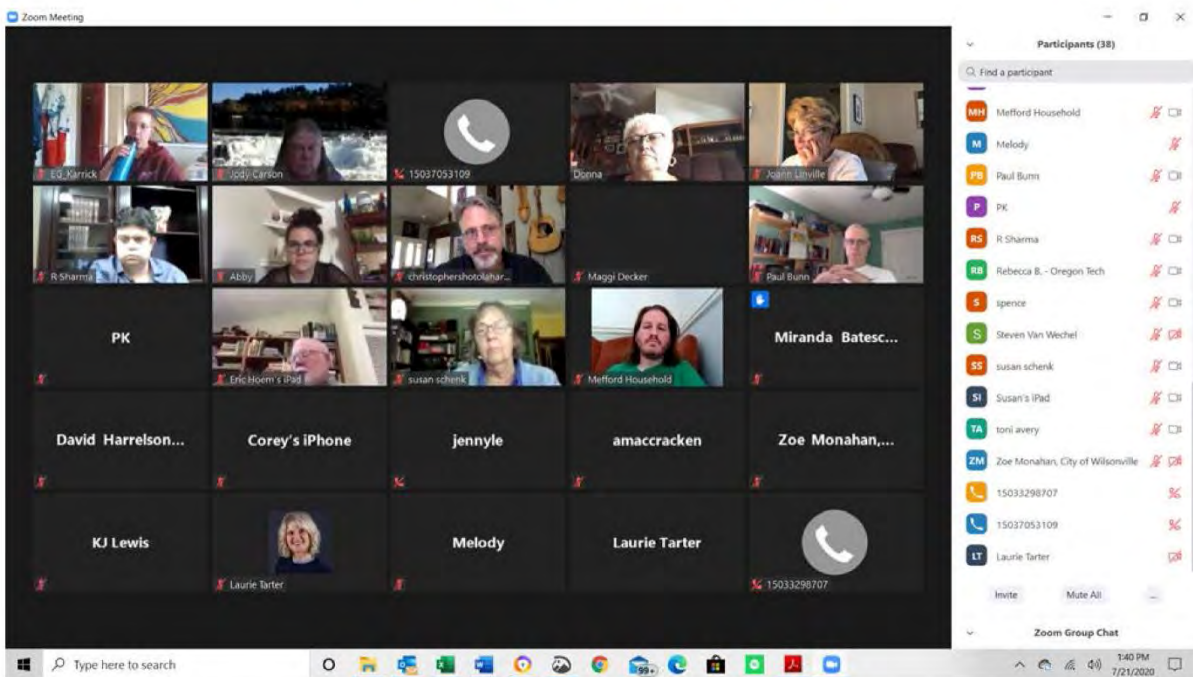 Zoom Meeting
Participants (38)
Find a participant
EQ_Karrick
Jody Carson
15037053109
Donna
Joann Linville
R Sharma
Abby
christophershotolahar...
Maggi Decker
Paul Bunn
PK
Eric Hoem's iPad
susan schenk
Mefford Household
Miranda Batesc...
David Harrelson...
Corey's iPhone
jennyle
amaccracken
Zoe Monahan,...
KJ Lewis
Laurie Tarter
Melody
Laurie Tarter
15033298707
MH Mefford Household
M Melody
PB Paul Bunn
P PK
RS R Sharma
RB Rebecca B. - Oregon Tech
S spence
S Steven Van Wechel
SS susan schenk
SI Susan's iPad
TA toni avery
ZM Zoe Monahan, City of Wilsonville
15033298707
15037053109
LT Laurie Tarter
Invite Mute All ...
Zoom Group Chat
Type here to search
99+
1:40 PM
7/21/2020